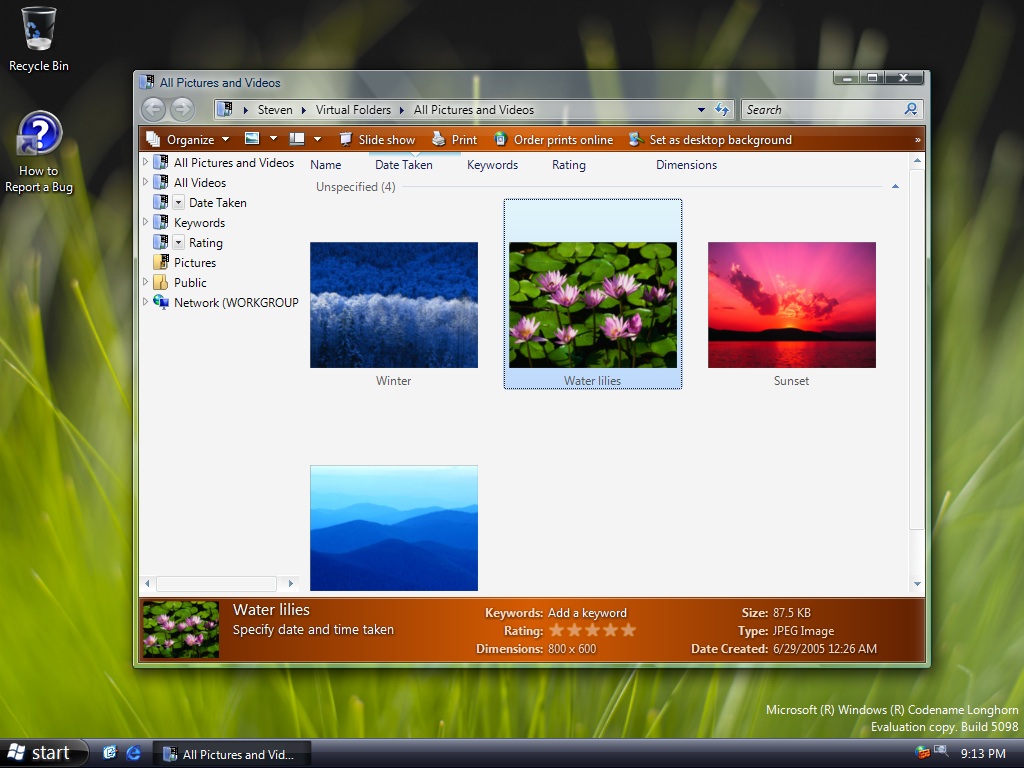 Recycle Bin
How to
Report a Bug
All Pictures and Videos
Steven Virtual Folders All Pictures and Videos
Search
Organize Slide show Print Order prints online Set as desktop background »
All Pictures and Videos
All Videos
Date Taken
Keywords
Rating
Pictures
Public
Network (WORKGROUP
Name Date Taken Keywords Rating Dimensions
Unspecified (4)
Winter
Water lilies
Sunset
Water lilies
Specify date and time taken
Keywords: Add a keyword
Rating:
Dimensions: 800 x 600
Size: 87.5 KB
Type: JPEG Image
Date Created: 6/29/2005 12:26 AM
Microsoft (R) Windows (R) Codename Longhorn
Evaluation copy. Build 5098
start
All Pictures and Vid...
9:13 PM